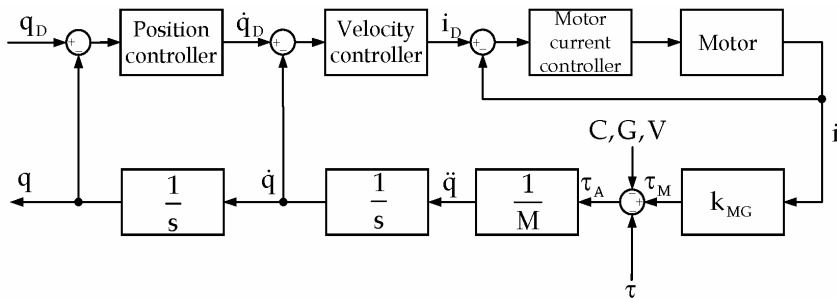 q_D
+
−
Position
controller
q̇_D
+
−
Velocity
controller
i_D
+
−
Motor
current
controller
Motor
i
C, G, V
q
1
s
q̇
1
s
q̈
1
M
τ_A
−
+
−
τ_M
k_MG
τ